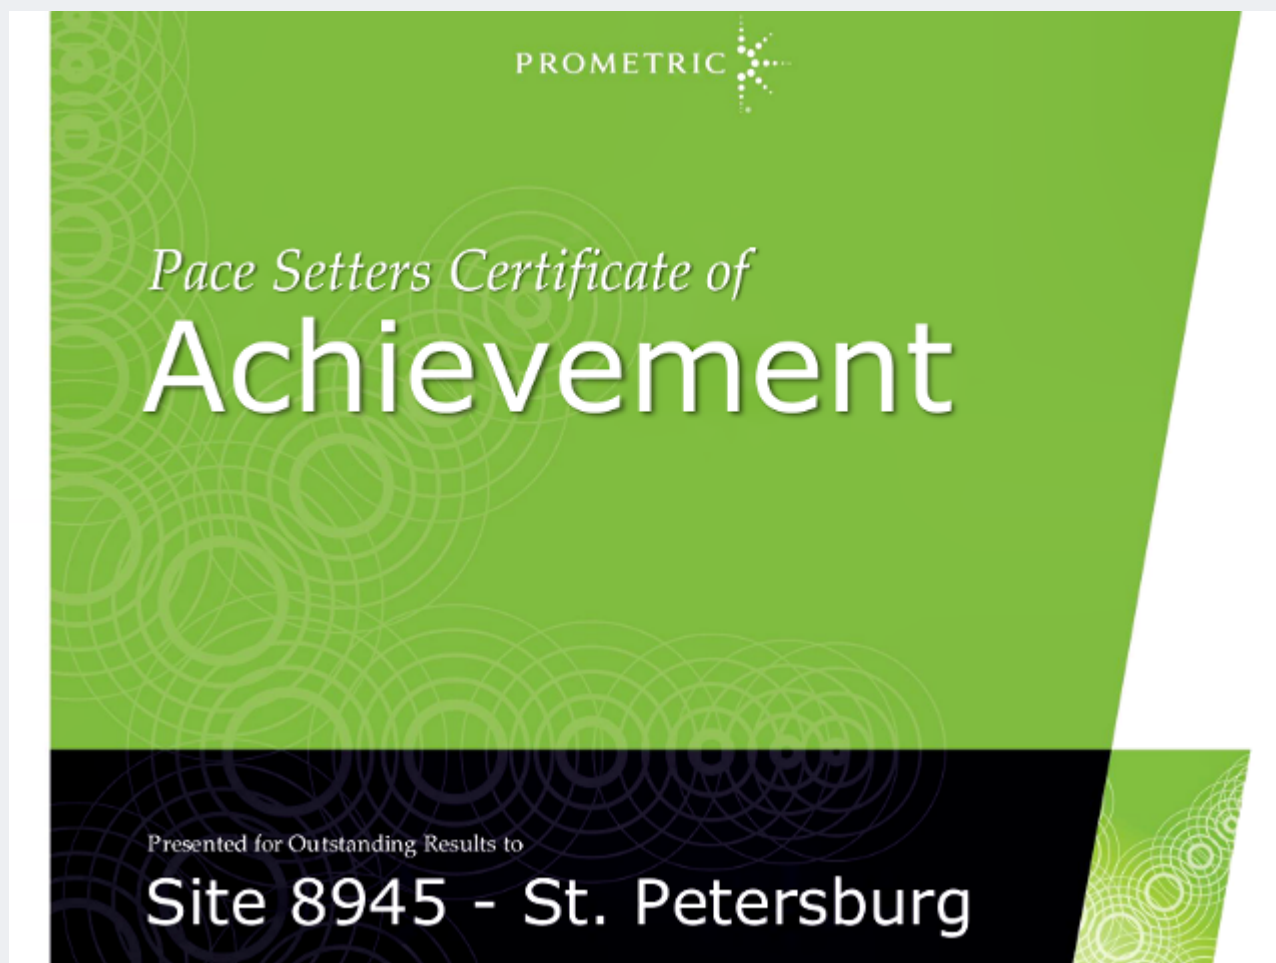 PROMETRIC
Pace Setters Certificate of
Achievement
Presented for Outstanding Results to
Site 8945 - St. Petersburg